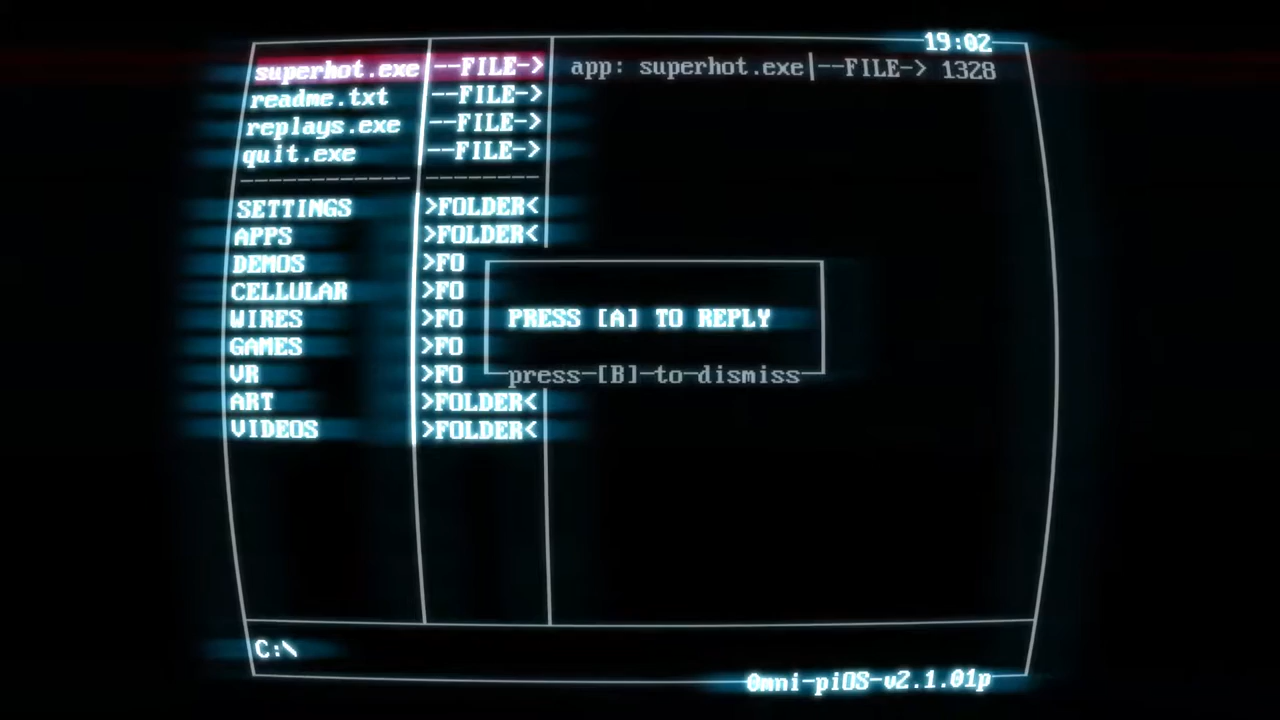 19:02
superhot.exe --FILE-> app: superhot.exe|--FILE-> 1328
readme.txt --FILE->
replays.exe --FILE->
quit.exe --FILE->
------------ --------
SETTINGS >FOLDER<
APPS >FOLDER<
DEMOS >FO
CELLULAR >FO
WIRES >FO
PRESS [A] TO REPLY
GAMES >FO
VR >FO
press-[B]-to-dismiss
ART >FOLDER<
VIDEOS >FOLDER<
C:\
Omni-piOS-v2.1.01p